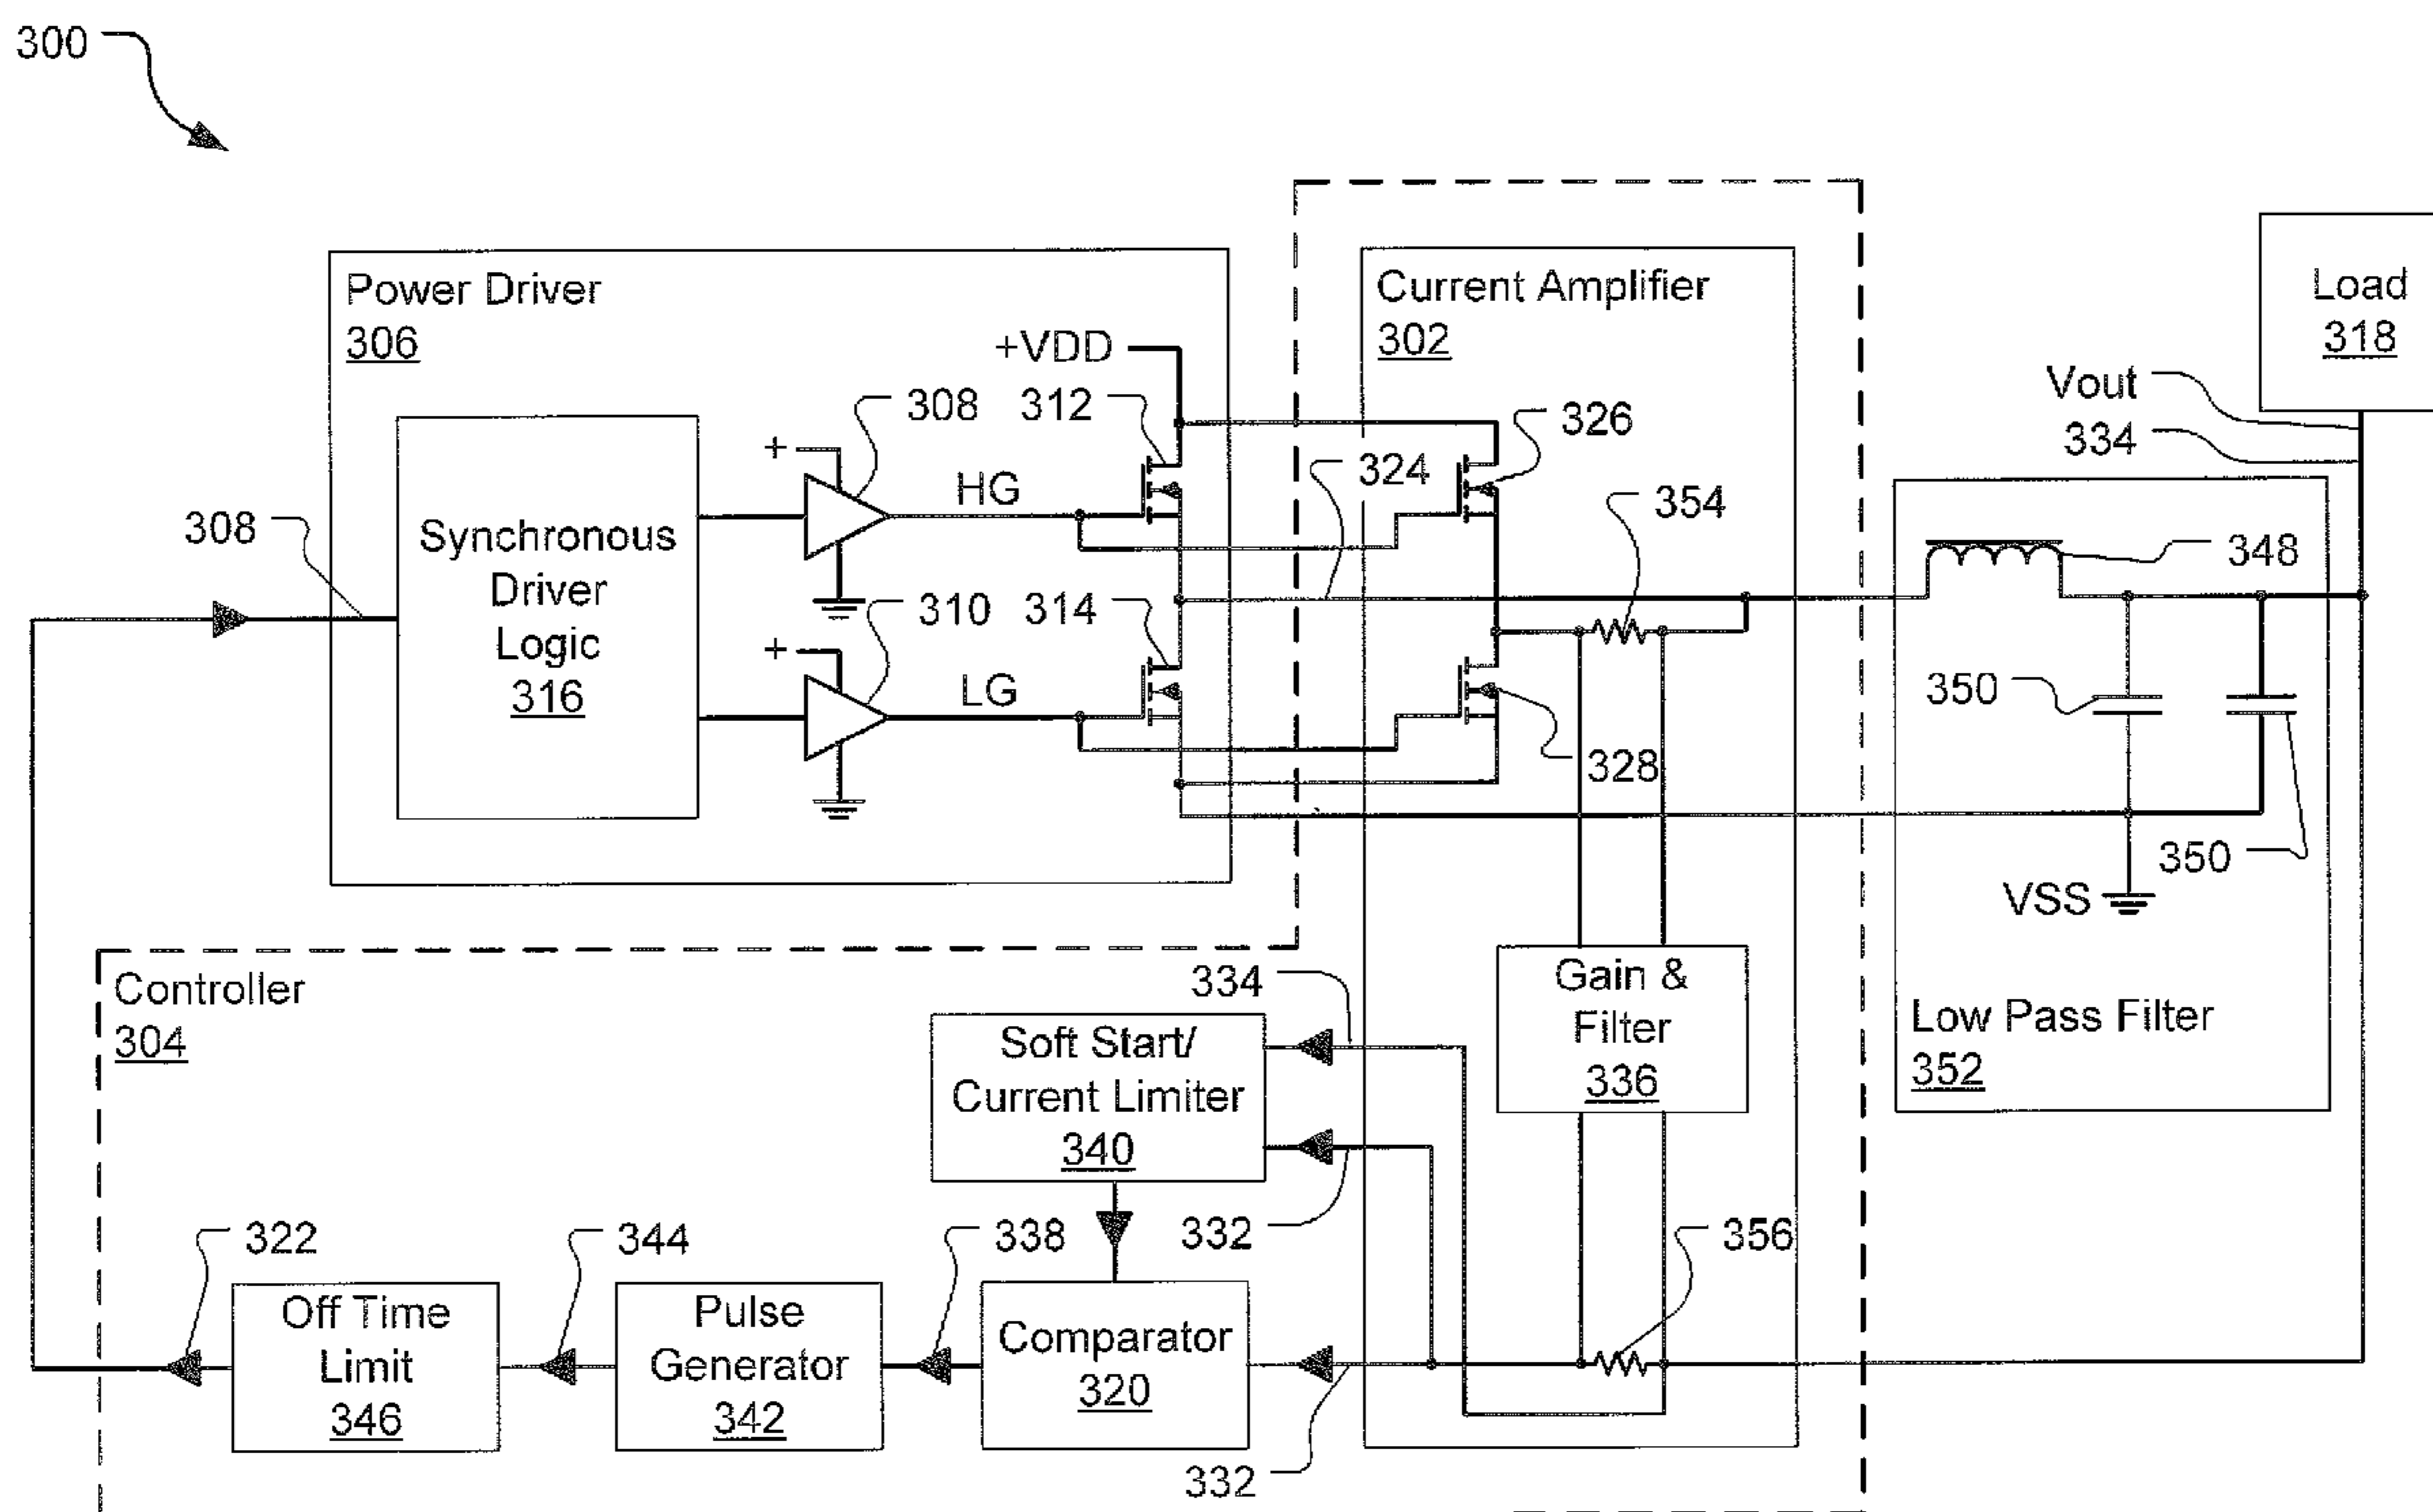 300
Power Driver
306
+VDD
308
312
+
HG
Synchronous
Driver
Logic
316
308
310
314
+
LG
Current Amplifier
302
326
324
354
328
Load
318
Vout
334
348
350
350
VSS
Low Pass Filter
352
Controller
304
334
Gain &
Filter
336
Soft Start/
Current Limiter
340
332
356
322
344
338
Off Time
Limit
346
Pulse
Generator
342
Comparator
320
332